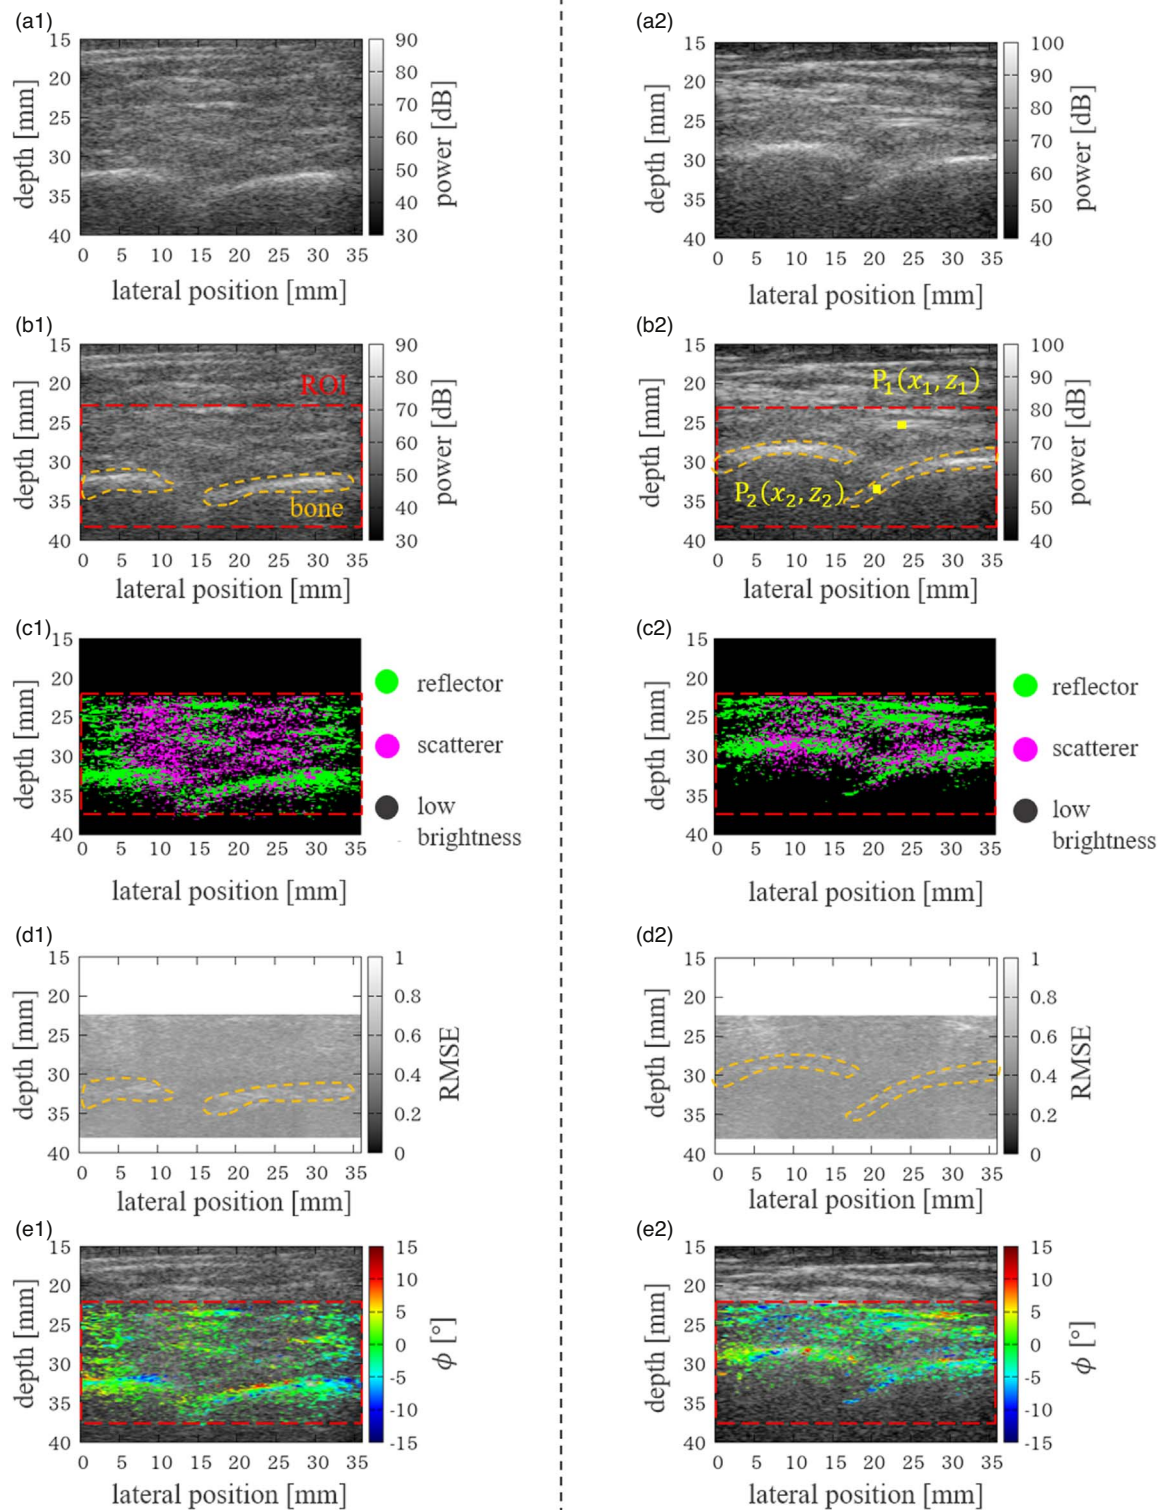 (a1)
15
20
25
30
35
40
depth [mm]
0 5 10 15 20 25 30 35
lateral position [mm]
90
80
70
60
50
40
30
power [dB]
(a2)
15
20
25
30
35
40
depth [mm]
0 5 10 15 20 25 30 35
lateral position [mm]
100
90
80
70
60
50
40
power [dB]
(b1)
15
20
25
30
35
40
depth [mm]
ROI
bone
0 5 10 15 20 25 30 35
lateral position [mm]
90
80
70
60
50
40
30
power [dB]
(b2)
15
20
25
30
35
40
depth [mm]
P₁(x₁, z₁)
P₂(x₂, z₂)
0 5 10 15 20 25 30 35
lateral position [mm]
100
90
80
70
60
50
40
power [dB]
(c1)
15
20
25
30
35
40
depth [mm]
0 5 10 15 20 25 30 35
lateral position [mm]
reflector
scatterer
low
brightness
(c2)
15
20
25
30
35
40
depth [mm]
0 5 10 15 20 25 30 35
lateral position [mm]
reflector
scatterer
low
brightness
(d1)
15
20
25
30
35
40
depth [mm]
0 5 10 15 20 25 30 35
lateral position [mm]
1
0.8
0.6
0.4
0.2
0
RMSE
(d2)
15
20
25
30
35
40
depth [mm]
0 5 10 15 20 25 30 35
lateral position [mm]
1
0.8
0.6
0.4
0.2
0
RMSE
(e1)
15
20
25
30
35
40
depth [mm]
0 5 10 15 20 25 30 35
lateral position [mm]
15
10
5
0
-5
-10
-15
ϕ [°]
(e2)
15
20
25
30
35
40
depth [mm]
0 5 10 15 20 25 30 35
lateral position [mm]
15
10
5
0
-5
-10
-15
ϕ [°]